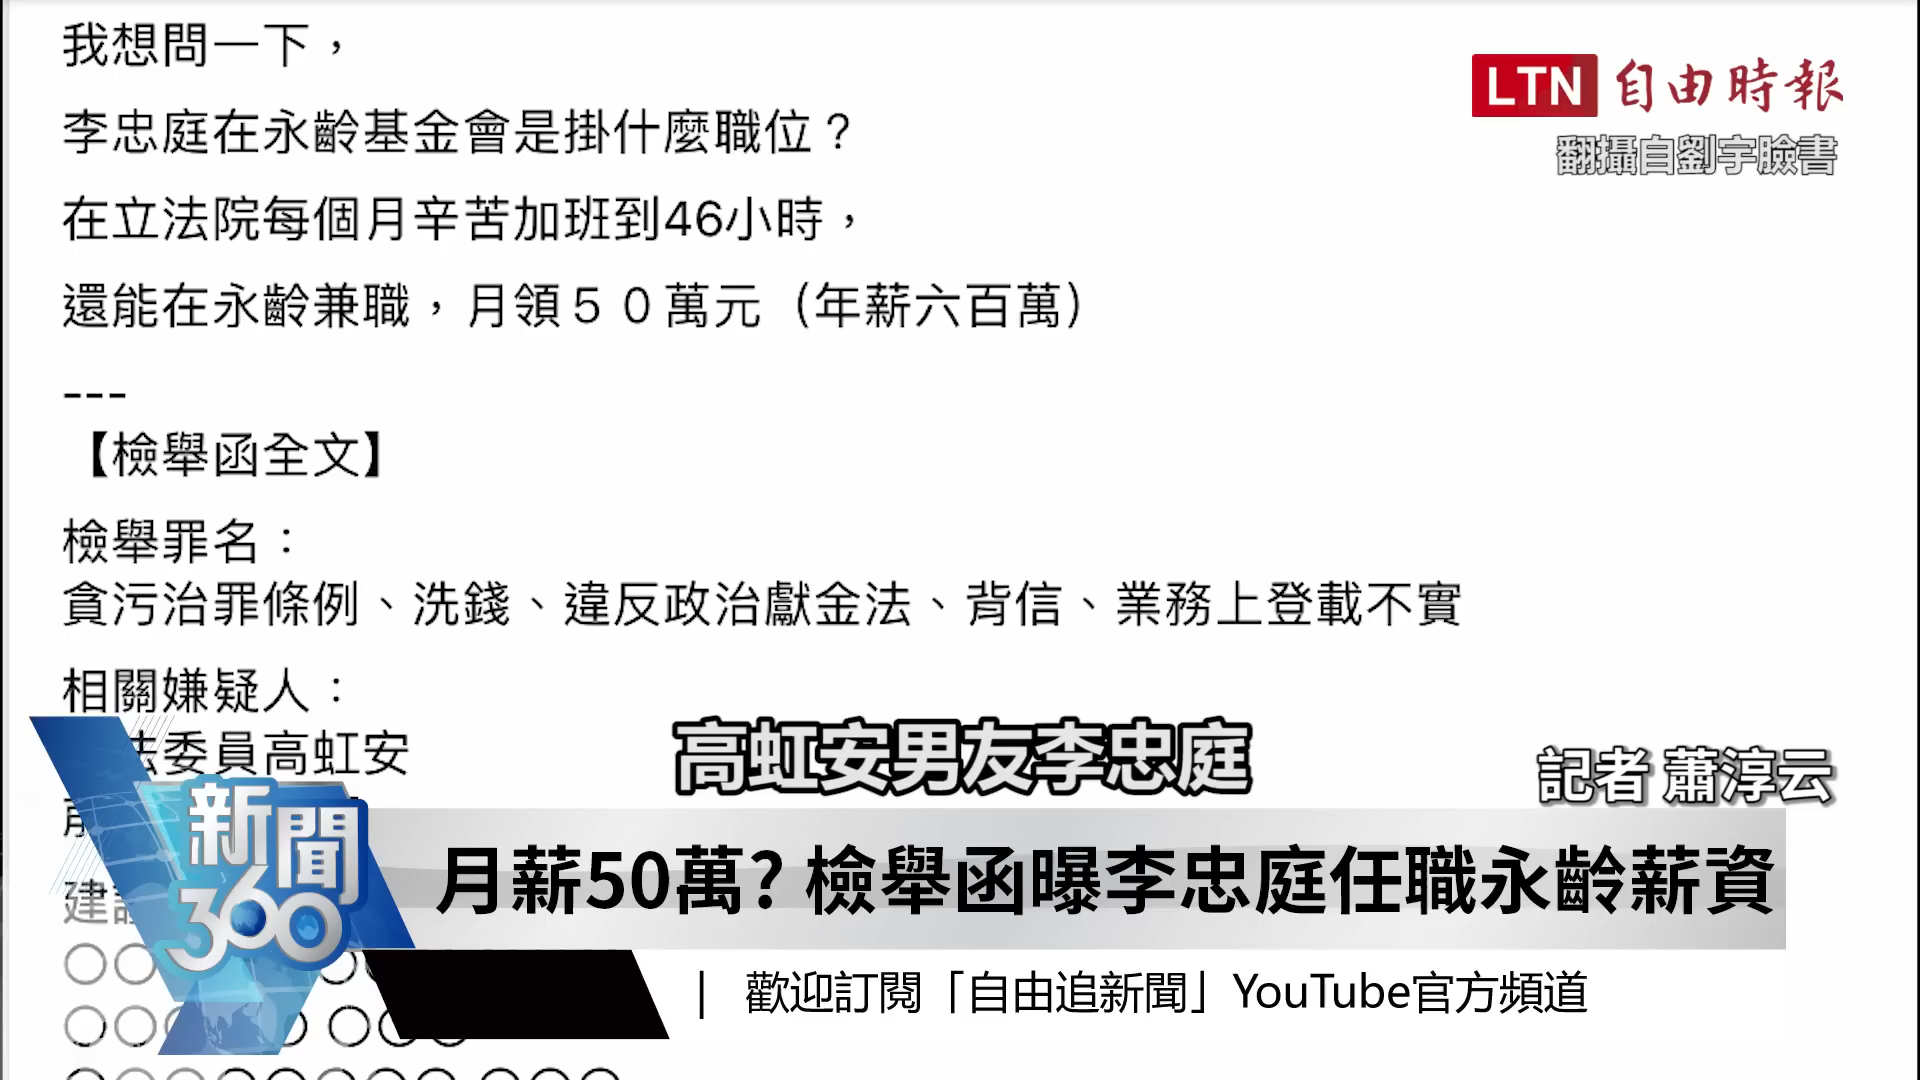 我想問一下，
李忠庭在永齡基金會是掛什麼職位？
在立法院每個月辛苦加班到46小時，
還能在永齡兼職，月領５０萬元（年薪六百萬）
---
【檢舉函全文】
檢舉罪名：
貪污治罪條例、洗錢、違反政治獻金法、背信、業務上登載不實
相關嫌疑人：
法委員高虹安
LTN 自由時報
翻攝自劉宇臉書
高虹安男友李忠庭
記者 蕭淳云
新聞
360
月薪50萬? 檢舉函曝李忠庭任職永齡薪資
| 歡迎訂閱「自由追新聞」YouTube官方頻道